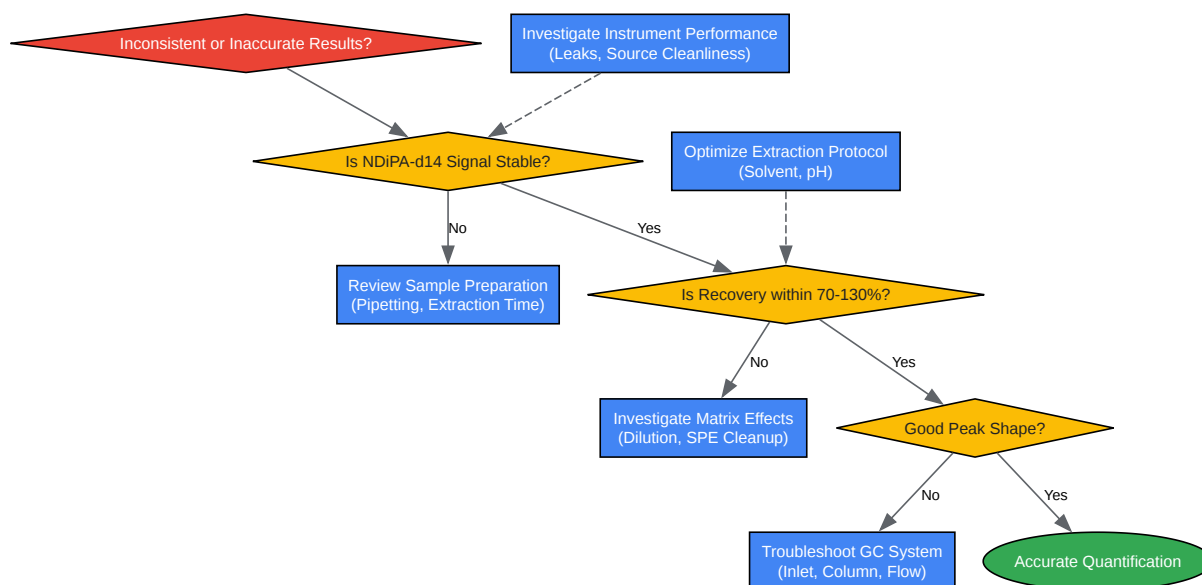 Inconsistent or Inaccurate Results?
Investigate Instrument Performance
(Leaks, Source Cleanliness)
Is NDiPA-d14 Signal Stable?
Optimize Extraction Protocol
(Solvent, pH)
No
Yes
Review Sample Preparation
(Pipetting, Extraction Time)
Is Recovery within 70-130%?
No
Yes
Investigate Matrix Effects
(Dilution, SPE Cleanup)
Good Peak Shape?
No
Yes
Troubleshoot GC System
(Inlet, Column, Flow)
Accurate Quantification